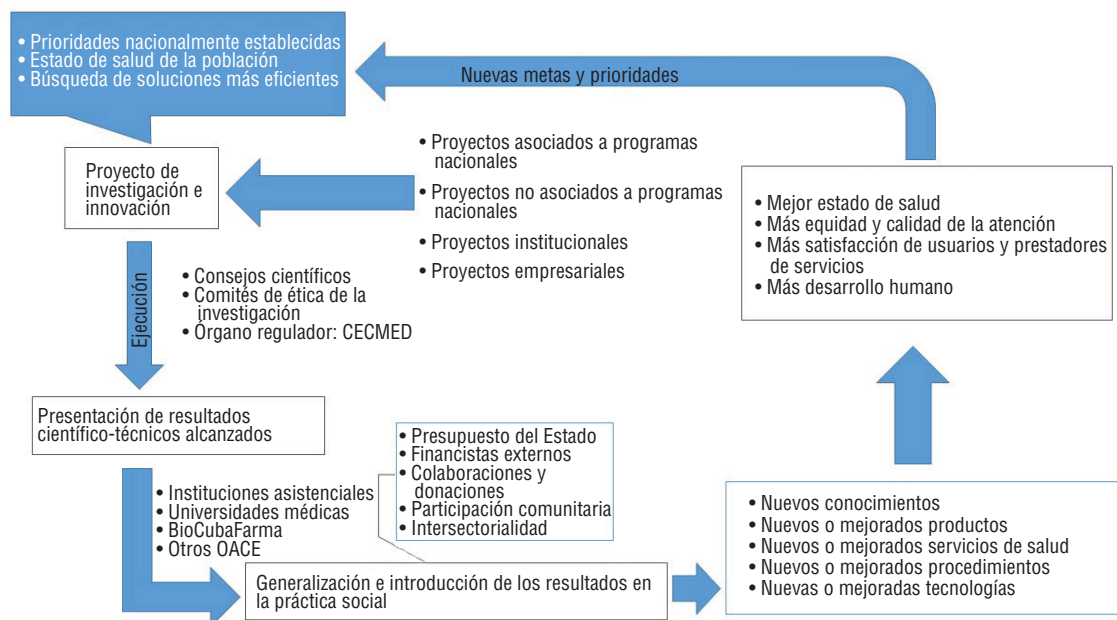 • Prioridades nacionalmente establecidas
• Estado de salud de la población
• Búsqueda de soluciones más eficientes
Nuevas metas y prioridades
Proyecto de
investigación e
innovación
• Proyectos asociados a programas
nacionales
• Proyectos no asociados a programas
nacionales
• Proyectos institucionales
• Proyectos empresariales
• Mejor estado de salud
• Más equidad y calidad de la atención
• Más satisfacción de usuarios y prestadores
de servicios
• Más desarrollo humano
Ejecución
• Consejos científicos
• Comités de ética de la
investigación
• Órgano regulador: CECMED
Presentación de resultados
científico-técnicos alcanzados
• Instituciones asistenciales
• Universidades médicas
• BioCubaFarma
• Otros OACE
• Presupuesto del Estado
• Financistas externos
• Colaboraciones y
donaciones
• Participación comunitaria
• Intersectorialidad
Generalización e introducción de los resultados en
la práctica social
• Nuevos conocimientos
• Nuevos o mejorados productos
• Nuevos o mejorados servicios de salud
• Nuevos o mejorados procedimientos
• Nuevas o mejoradas tecnologías